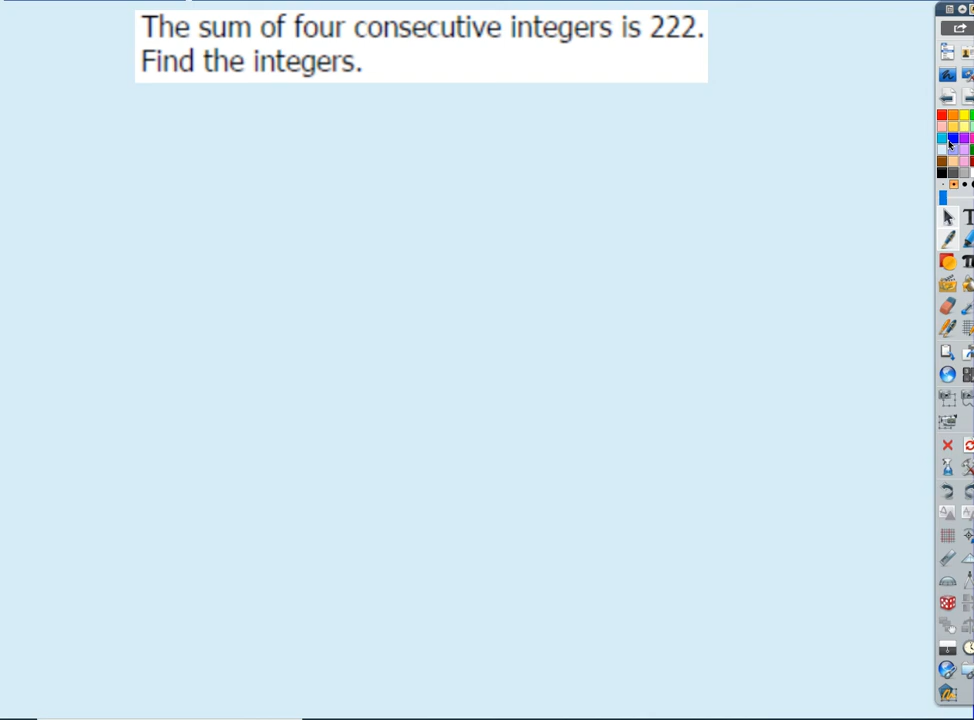 The sum of four consecutive integers is 222.
Find the integers.